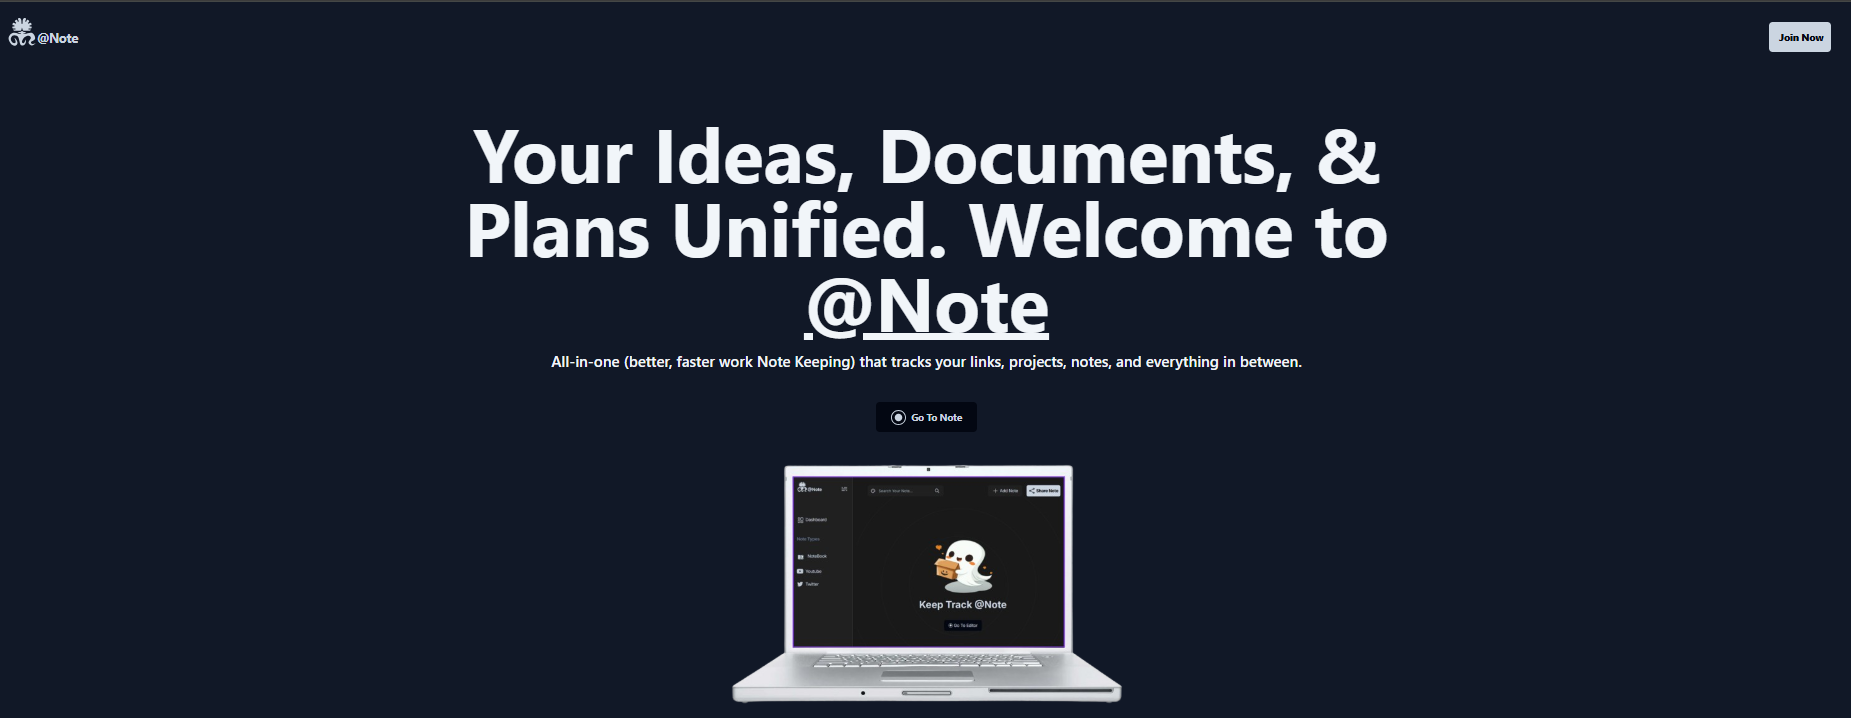 @Note
Join Now
Your Ideas, Documents, &
Plans Unified. Welcome to
@Note
All-in-one (better, faster work Note Keeping) that tracks your links, projects, notes, and everything in between.
Go To Note
@Note
Search Your Note...
Add Note
Share Note
Dashboard
Note Types
NoteBook
Youtube
Twitter
Keep Track @Note
Go To Editor